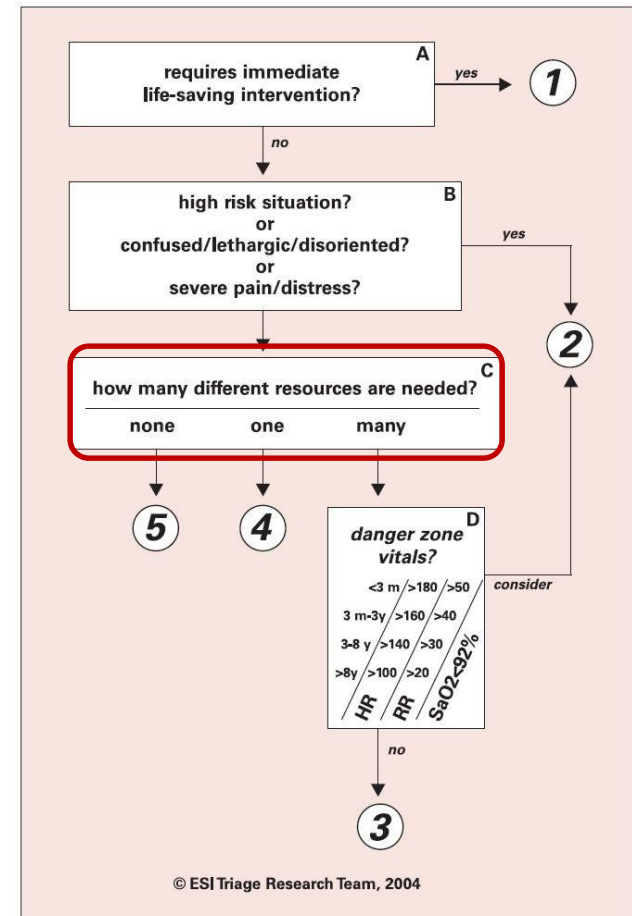 A
requires immediate
life-saving intervention?
yes
1
no
B
high risk situation?
or
confused/lethargic/disoriented?
or
severe pain/distress?
yes
2
C
how many different resources are needed?
none one many
5 4
D
danger zone
vitals?
<3 m >180 >50
3 m-3y >160 >40
3-8 y >140 >30
>8y >100 >20
HR RR SaO2<92%
consider
no
3
© ESI Triage Research Team, 2004